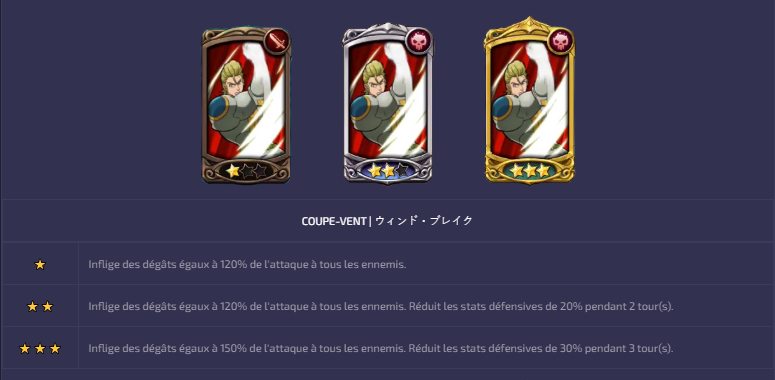 COUPE-VENT | ウィンド・ブレイク
Inflige des dégâts égaux à 120% de l'attaque à tous les ennemis.
Inflige des dégâts égaux à 120% de l'attaque à tous les ennemis. Réduit les stats défensives de 20% pendant 2 tour(s).
Inflige des dégâts égaux à 150% de l'attaque à tous les ennemis. Réduit les stats défensives de 30% pendant 3 tour(s).